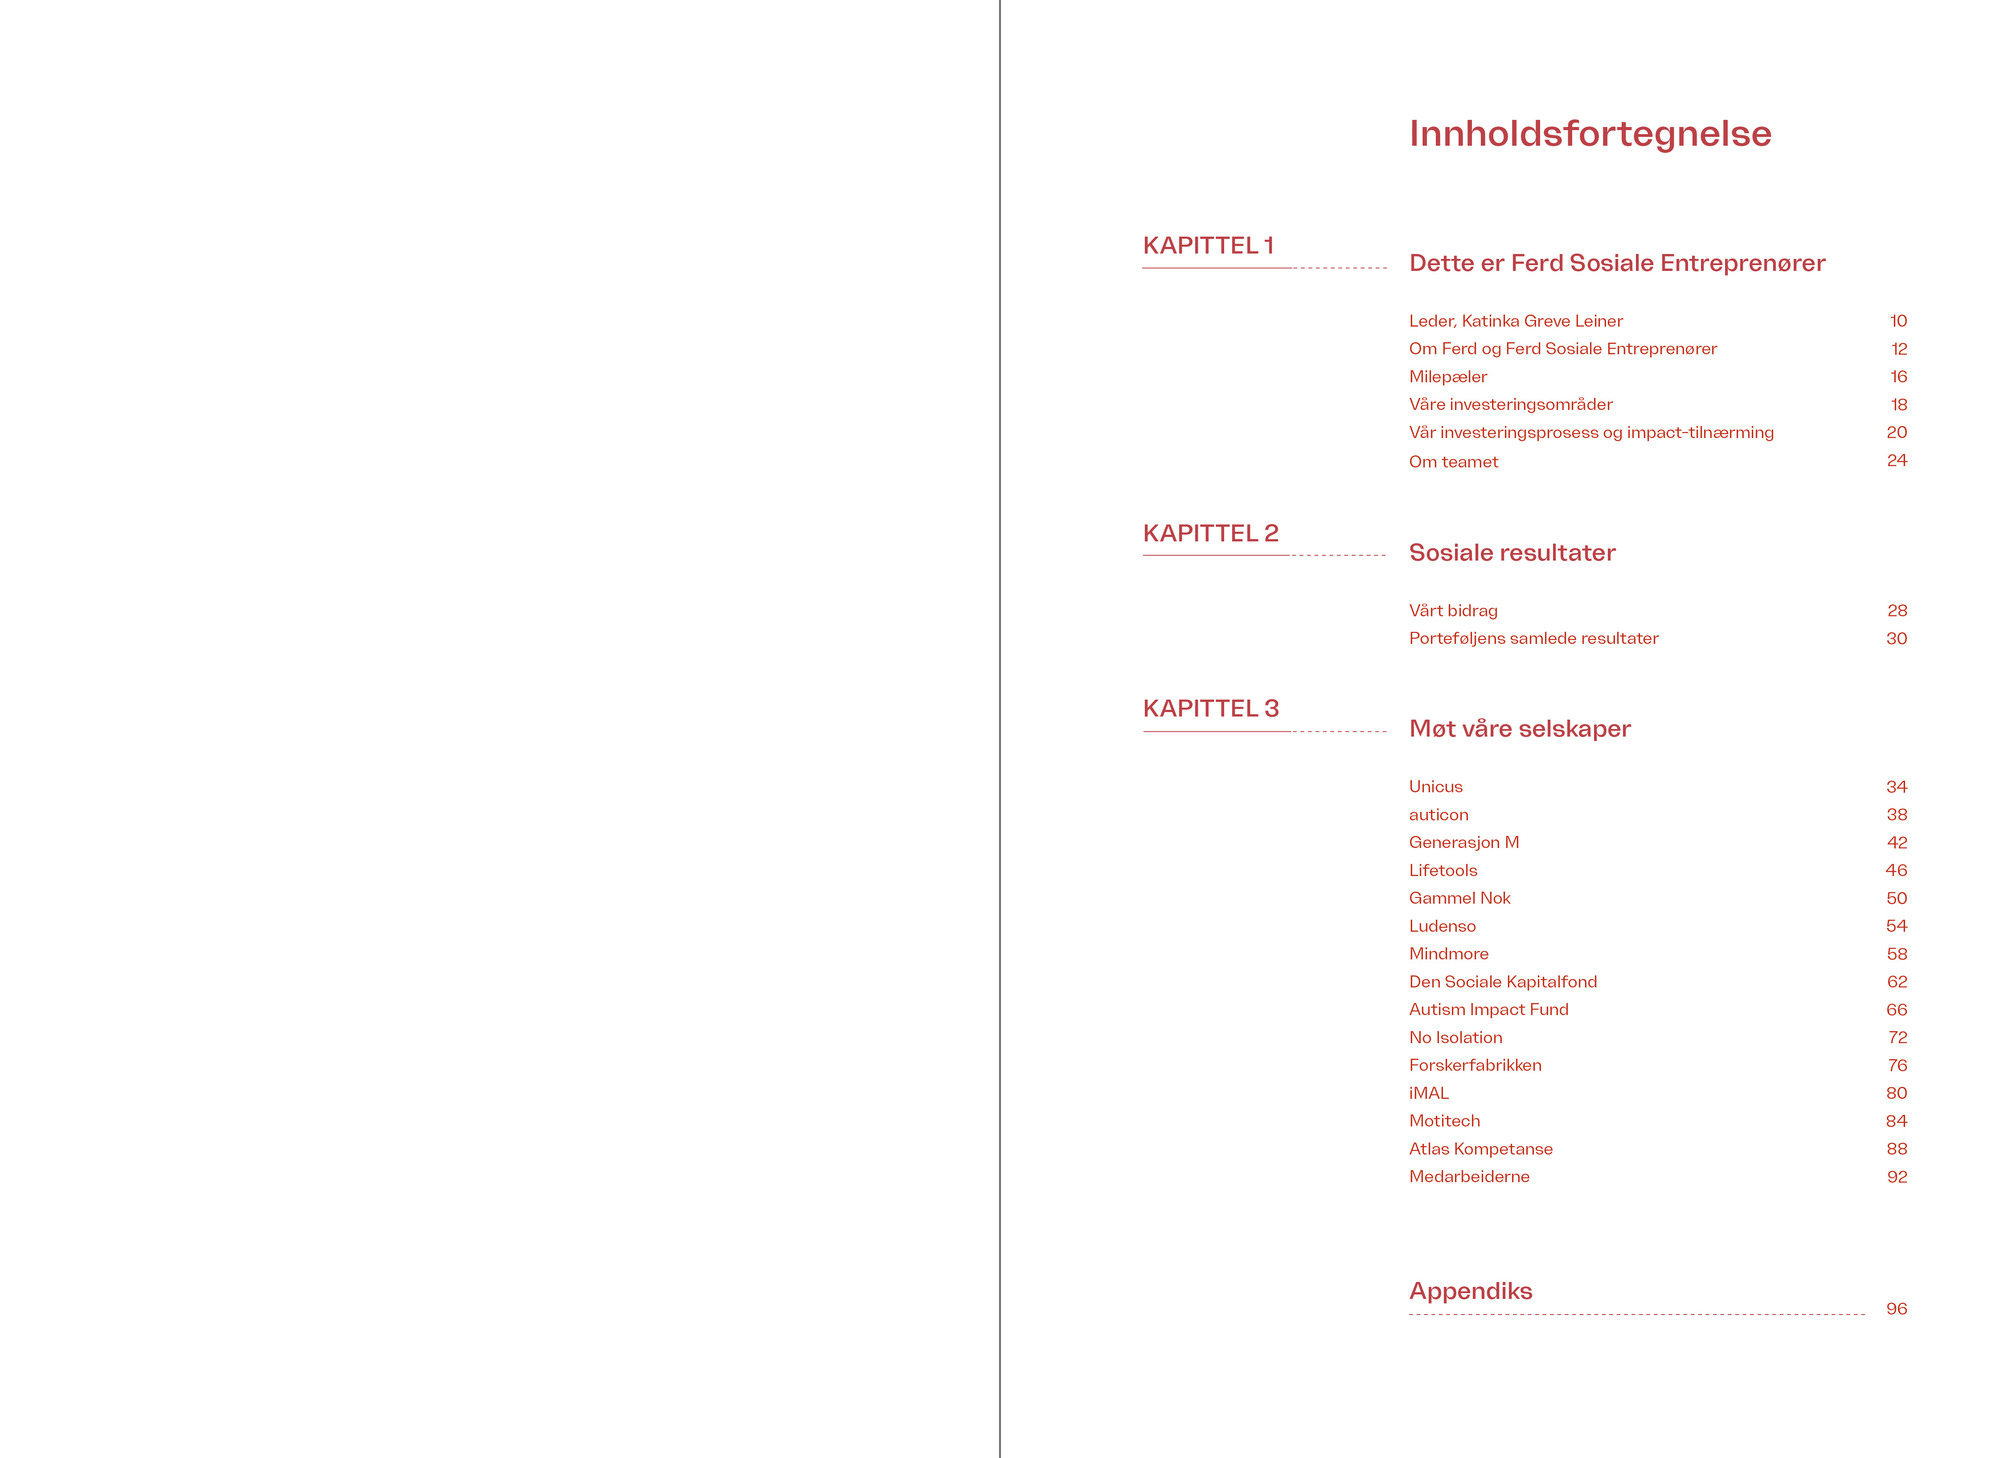 Innholdsfortegnelse
KAPITTEL 1
Dette er Ferd Sosiale Entreprenører
Leder, Katinka Greve Leiner 10
Om Ferd og Ferd Sosiale Entreprenører 12
Milepæler 16
Våre investeringsområder 18
Vår investeringsprosess og impact-tilnærming 20
Om teamet 24
KAPITTEL 2
Sosiale resultater
Vårt bidrag 28
Porteføljens samlede resultater 30
KAPITTEL 3
Møt våre selskaper
Unicus 34
auticon 38
Generasjon M 42
Lifetools 46
Gammel Nok 50
Ludenso 54
Mindmore 58
Den Sociale Kapitalfond 62
Autism Impact Fund 66
No Isolation 72
Forskerfabrikken 76
iMAL 80
Motitech 84
Atlas Kompetanse 88
Medarbeiderne 92
Appendiks 96